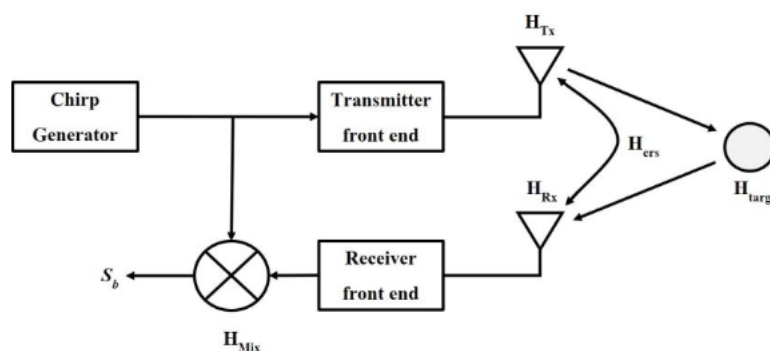 H_Tx
Chirp
Generator
Transmitter
front end
H_crs
H_targ
H_Rx
S_b
Receiver
front end
H_Mix